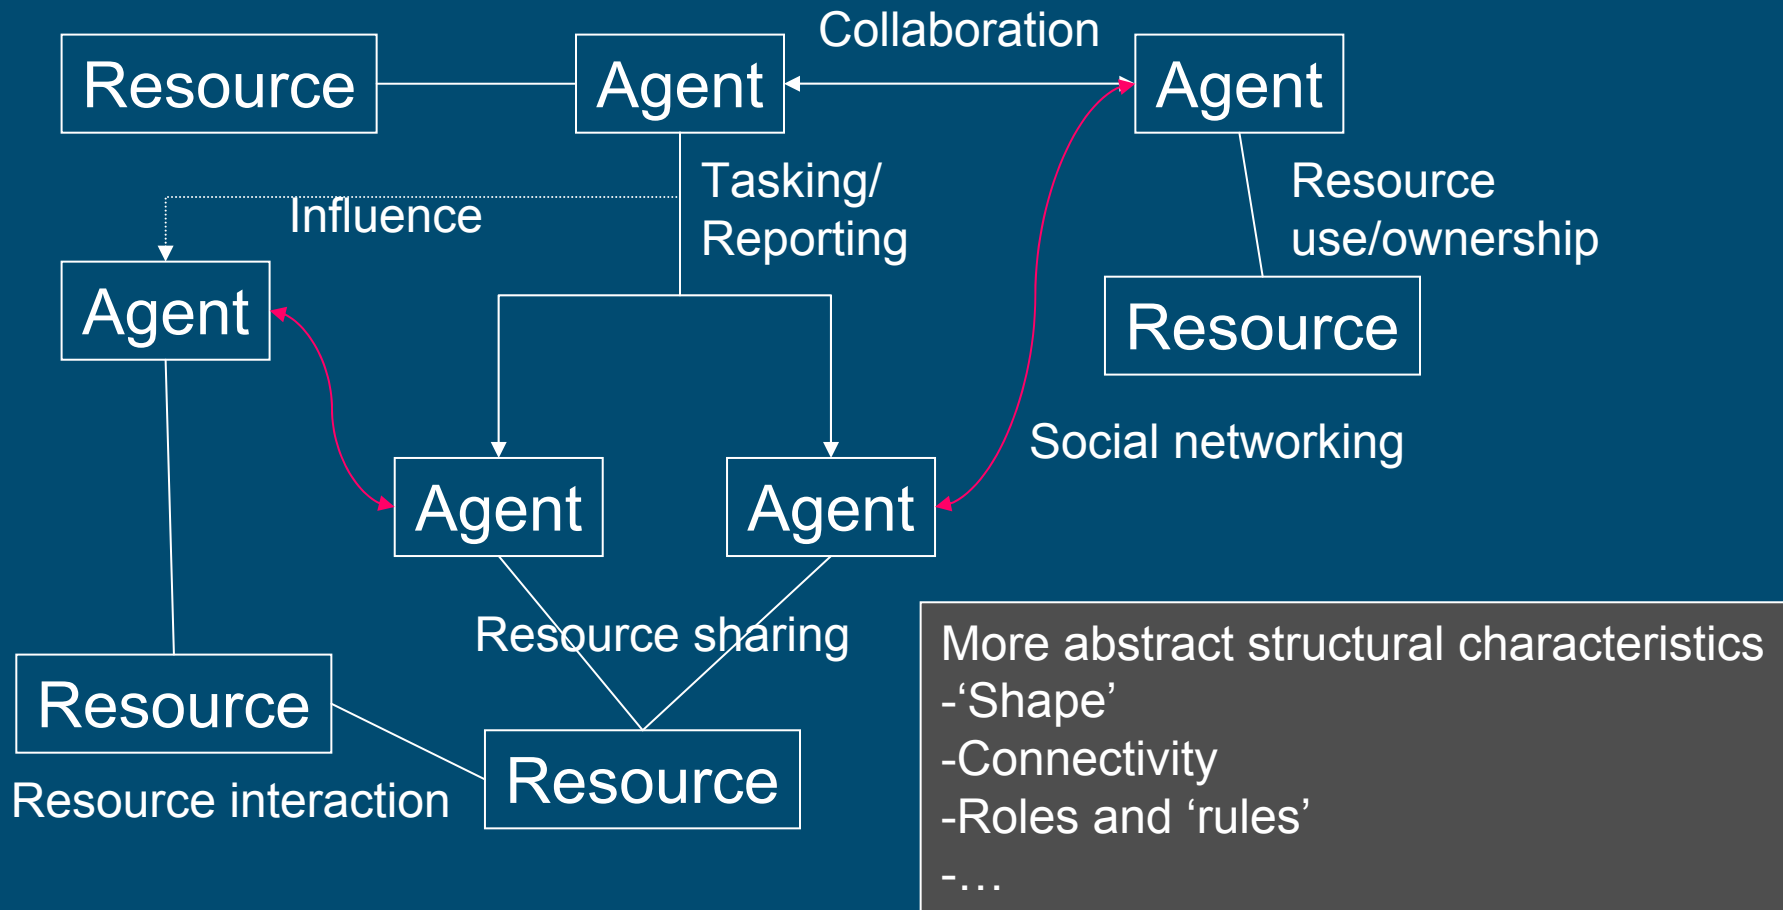 Collaboration
Resource
Agent
Agent
Tasking/
Reporting
Resource
use/ownership
Influence
Agent
Resource
Social networking
Agent
Agent
Resource sharing
Resource
Resource
Resource interaction
More abstract structural characteristics
-‘Shape’
-Connectivity
-Roles and ‘rules’
-…